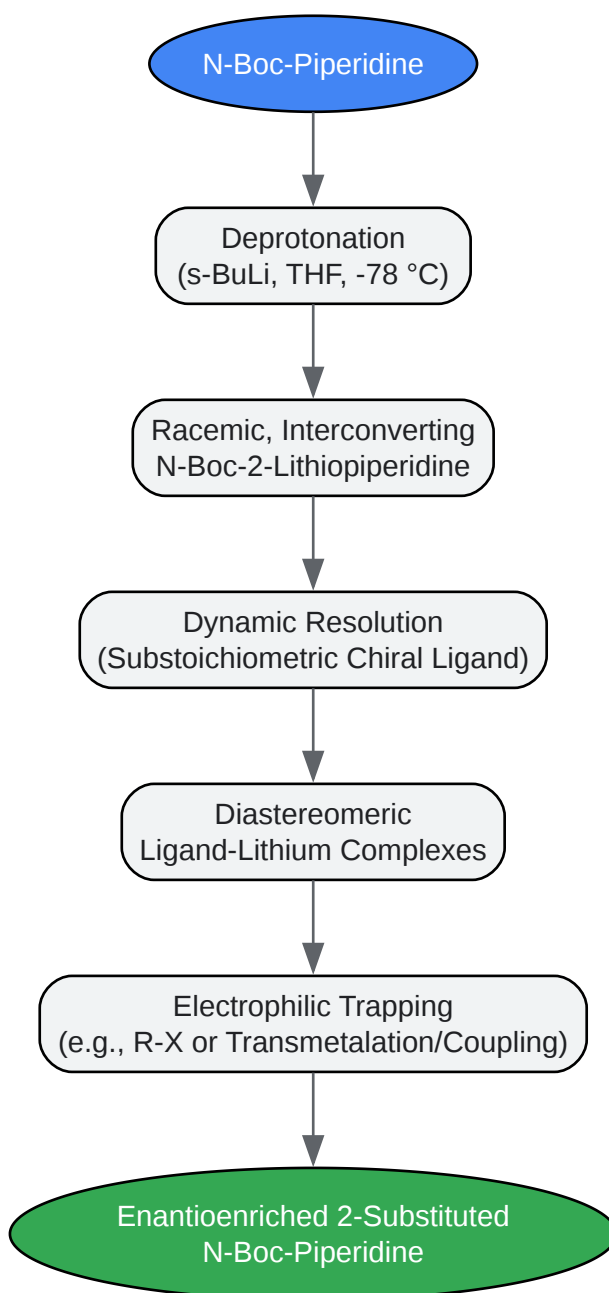 N-Boc-Piperidine
Deprotonation
(s-BuLi, THF, -78 °C)
Racemic, Interconverting
N-Boc-2-Lithiopiperidine
Dynamic Resolution
(Substoichiometric Chiral Ligand)
Diastereomeric
Ligand-Lithium Complexes
Electrophilic Trapping
(e.g., R-X or Transmetalation/Coupling)
Enantioenriched 2-Substituted
N-Boc-Piperidine